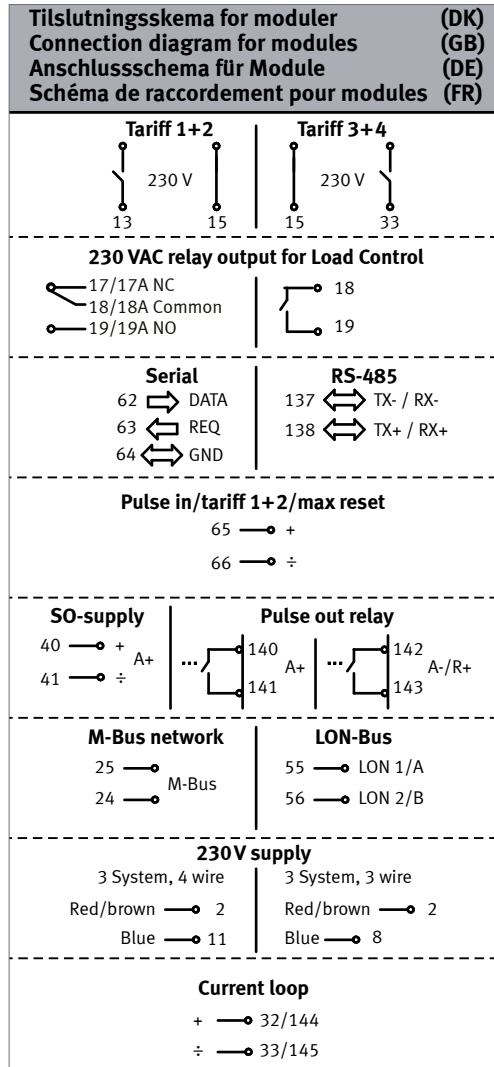 Tilslutningsskema for moduler (DK)
Connection diagram for modules (GB)
Anschlussschema für Module (DE)
Schéma de raccordement pour modules (FR)
Tariff 1+2 Tariff 3+4
230 V 230 V
13 15 15 33
230 VAC relay output for Load Control
17/17A NC 18
18/18A Common
19/19A NO 19
Serial RS-485
62 DATA 137 TX- / RX-
63 REQ 138 TX+ / RX+
64 GND
Pulse in/tariff 1+2/max reset
65 +
66 ÷
SO-supply Pulse out relay
40 + A+ ... 140 A+ ... 142 A-/R+
41 ÷ 141 143
M-Bus network LON-Bus
25 M-Bus 55 LON 1/A
24 56 LON 2/B
230 V supply
3 System, 4 wire 3 System, 3 wire
Red/brown 2 Red/brown 2
Blue 11 Blue 8
Current loop
+ 32/144
÷ 33/145